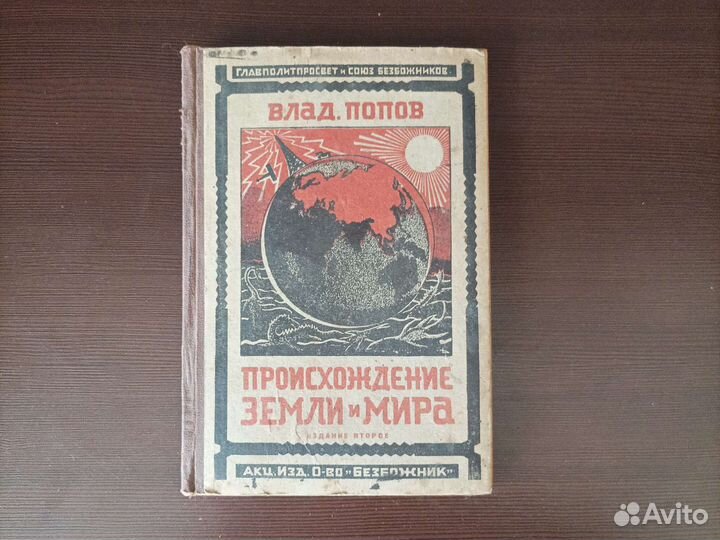 ГЛАВПОЛИТПРОСВЕТ и СОЮЗ БЕЗБОЖНИКОВ.
ВЛАД. ПОПОВ
ПРОИСХОЖДЕНИЕ
ЗЕМЛИ и МИРА
ИЗДАНИЕ ВТОРОЕ
АКЦ. ИЗД. О-ВО „БЕЗБОЖНИК"
Avito